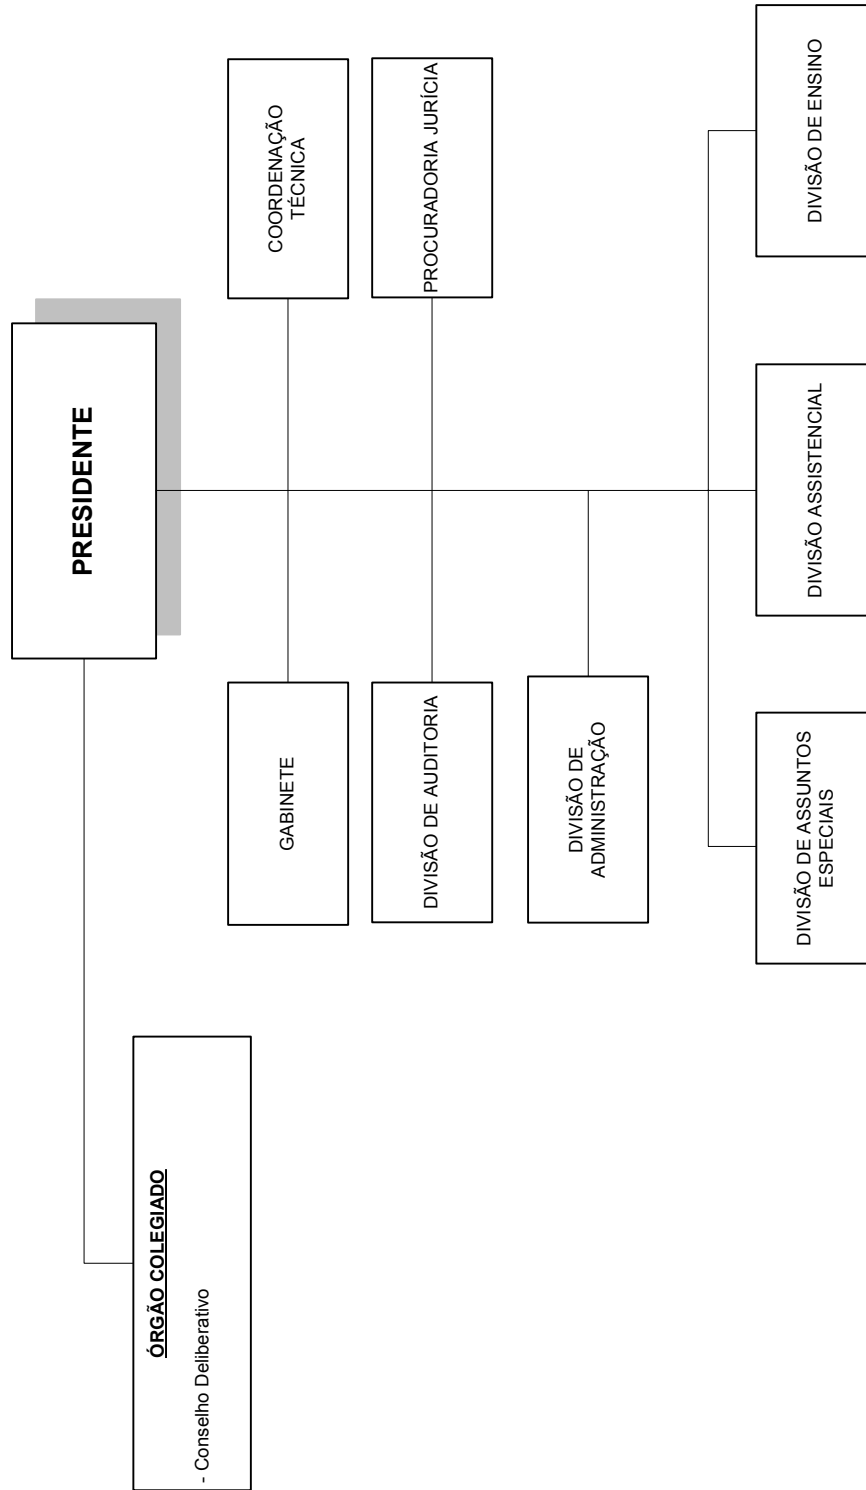 PRESIDENTE
ÓRGÃO COLEGIADO
- Conselho Deliberativo
GABINETE
COORDENAÇÃO
TÉCNICA
DIVISÃO DE AUDITORIA
PROCURADORIA JURÍCIA
DIVISÃO DE
ADMINISTRAÇÃO
DIVISÃO DE ASSUNTOS
ESPECIAIS
DIVISÃO ASSISTENCIAL
DIVISÃO DE ENSINO